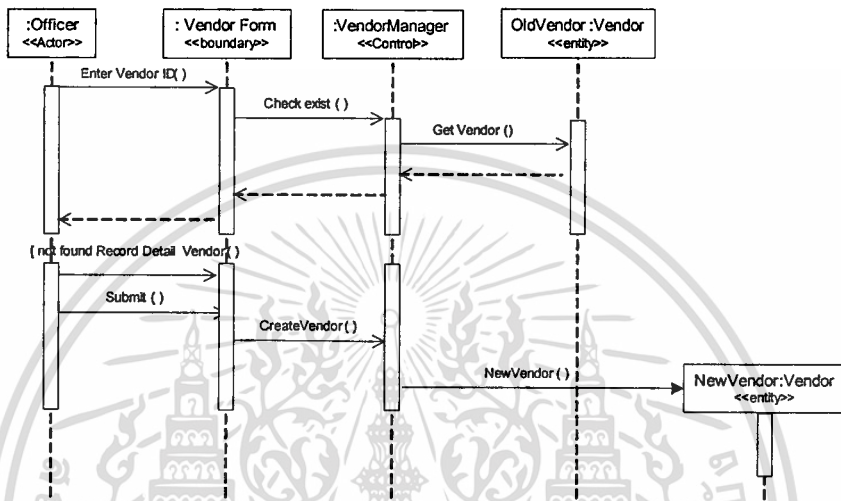 :Officer
<<Actor>>
: Vendor Form
<<boundary>>
:VendorManager
<<Control>>
OldVendor :Vendor
<<entity>>
Enter Vendor ID( )
Check exist ( )
Get Vendor ()
{ not found Record Detail Vendor( )
Submit ( )
CreateVendor( )
NewVendor ( )
NewVendor:Vendor
<<entity>>